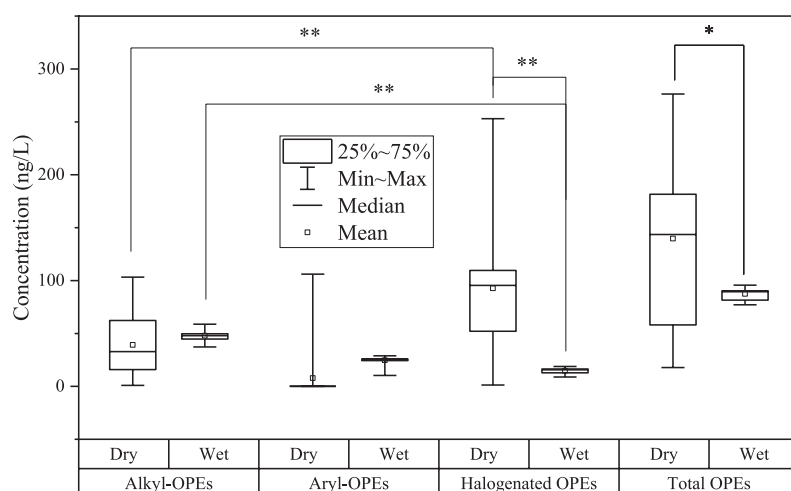 **
**
**
*
300
200
100
0
Concentration (ng/L)
25%~75%
Min~Max
Median
Mean
Dry Wet Dry Wet Dry Wet Dry Wet
Alkyl-OPEs Aryl-OPEs Halogenated OPEs Total OPEs